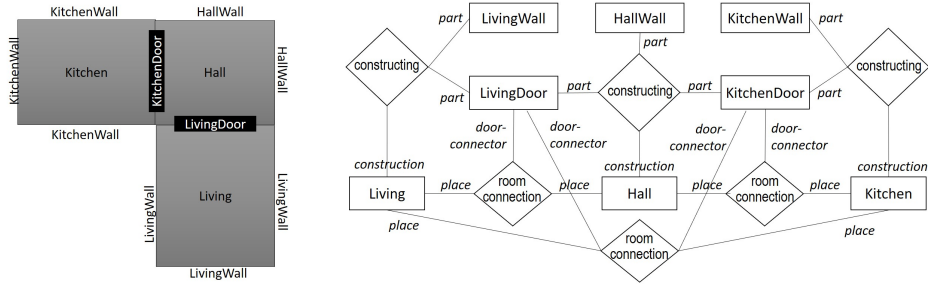 KitchenWall
HallWall
KitchenWall
Kitchen
KitchenDoor
Hall
HallWall
LivingDoor
KitchenWall
LivingWall
Living
LivingWall
LivingWall
part
LivingWall
HallWall
KitchenWall
part
part
constructing
constructing
constructing
part
LivingDoor
part
part
KitchenDoor
part
door-
connector
door-
connector
door-
connector
door-
connector
construction
construction
construction
Living
place
room
connection
place
Hall
place
room
connection
place
Kitchen
place
room
connection
place